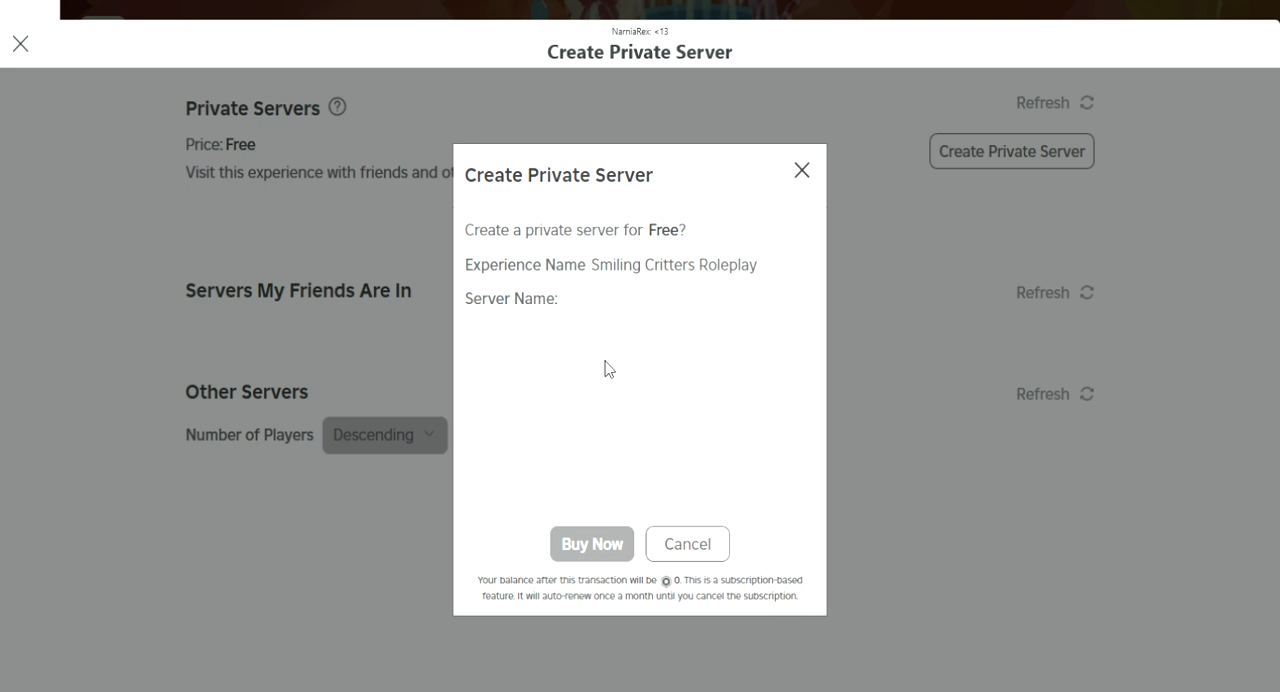 NarniaRex: <13
Create Private Server
Private Servers
Refresh
Price: Free
Create Private Server
Visit this experience with friends and ot
Create Private Server
Create a private server for Free?
Experience Name Smiling Critters Roleplay
Server Name:
Servers My Friends Are In
Refresh
Other Servers
Refresh
Number of Players Descending
Buy Now
Cancel
Your balance after this transaction will be 0. This is a subscription-based
feature. It will auto-renew once a month until you cancel the subscription.